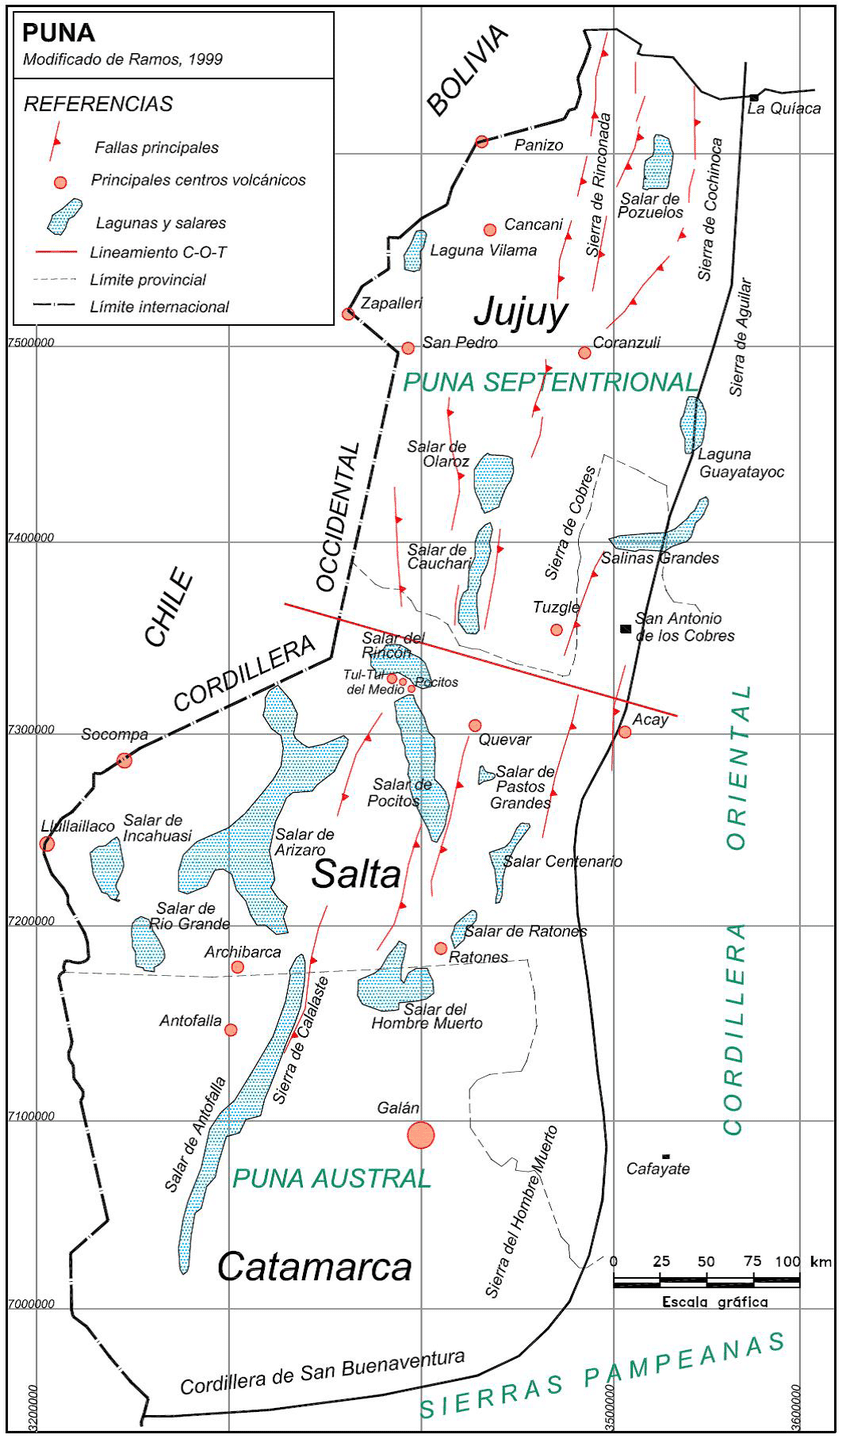 PUNA
Modificado de Ramos, 1999
REFERENCIAS
Fallas principales
Principales centros volcánicos
Lagunas y salares
Lineamiento C-O-T
Límite provincial
Límite internacional
BOLIVIA
La Quíaca
Panizo
Sierra de Rinconada
Salar de
Pozuelos
Sierra de Cochinoca
Cancani
Laguna Vilama
Zapalleri
Jujuy
San Pedro
Coranzuli
Sierra de Aguilar
7500000
PUNA SEPTENTRIONAL
Salar de
Olaroz
Laguna
Guayatayoc
OCCIDENTAL
Sierra de Cobres
7400000
Salar de
Cauchari
Salinas Grandes
CHILE
Tuzgle
San Antonio
de los Cobres
CORDILLERA
Salar del
Rincón
Tul-Tul
del Medio
Pocitos
Socompa
7300000
Quevar
Acay
Salar de
Pocitos
Salar de
Pastos
Grandes
ORIENTAL
Llullaillaco
Salar de
Incahuasi
Salar de
Arizaro
Salta
Salar Centenario
Salar de
Rio Grande
7200000
Salar de Ratones
Archibarca
Ratones
CORDILLERA
Antofalla
Sierra de Calalaste
Salar del
Hombre Muerto
7100000
Salar de Antofalla
Galán
Cafayate
PUNA AUSTRAL
Sierra del Hombre Muerto
Catamarca
0 25 50 75 100 km
Escala gráfica
7000000
Cordillera de San Buenaventura
SIERRAS PAMPEANAS
3200000
3500000
3600000